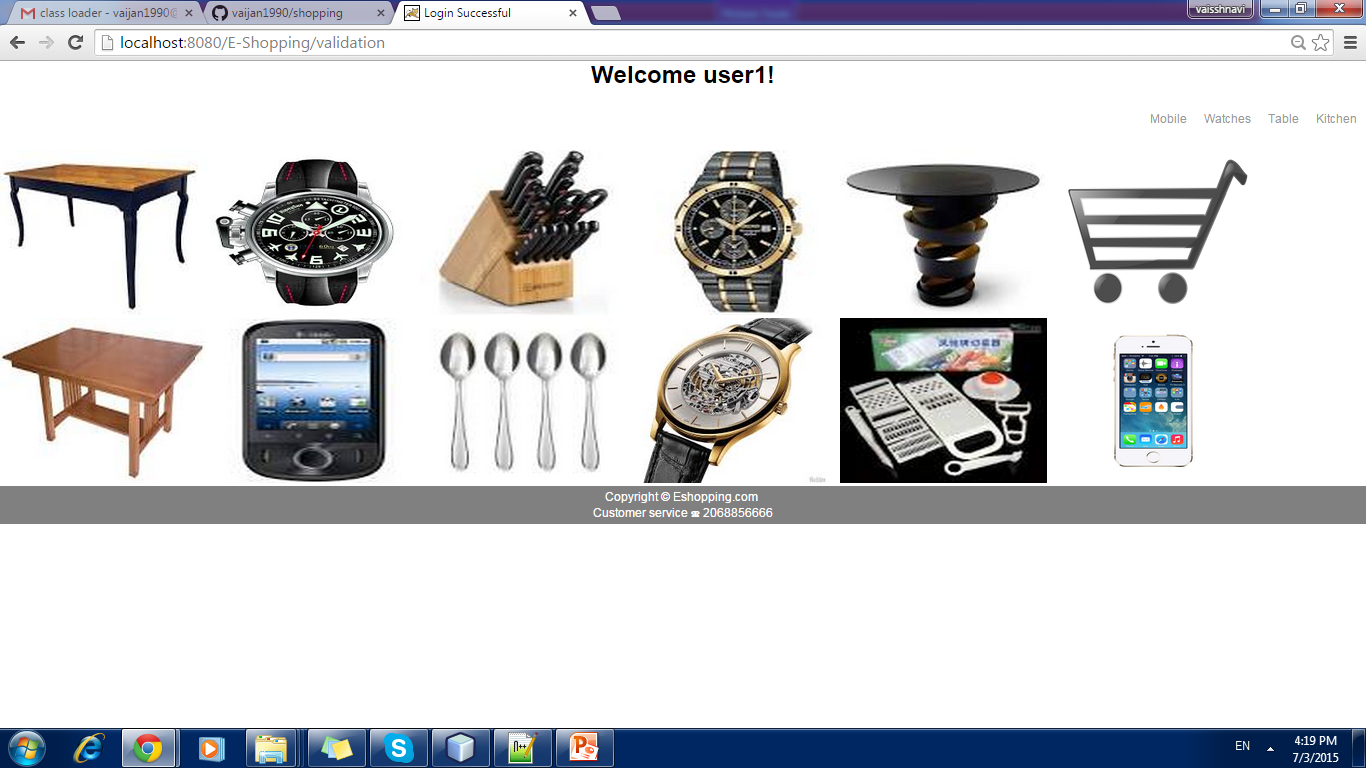 class loader - vaijan1990@
vaijan1990/shopping
Login Successful
vaisshnavi
localhost:8080/E-Shopping/validation
Welcome user1!
Mobile Watches Table Kitchen
Copyright © Eshopping.com
Customer service ☎ 2068856666
EN
4:19 PM
7/3/2015